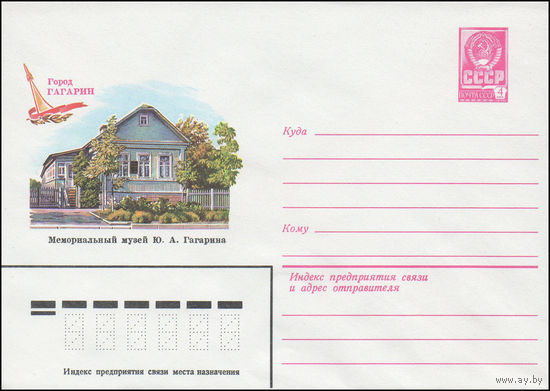 Город
ГАГАРИН
СССР
ПОЧТА СССР
4
Куда
Мемориальный музей Ю. А. Гагарина
Кому
Индекс предприятия связи
и адрес отправителя
Индекс предприятия связи места назначения
www.ay.by